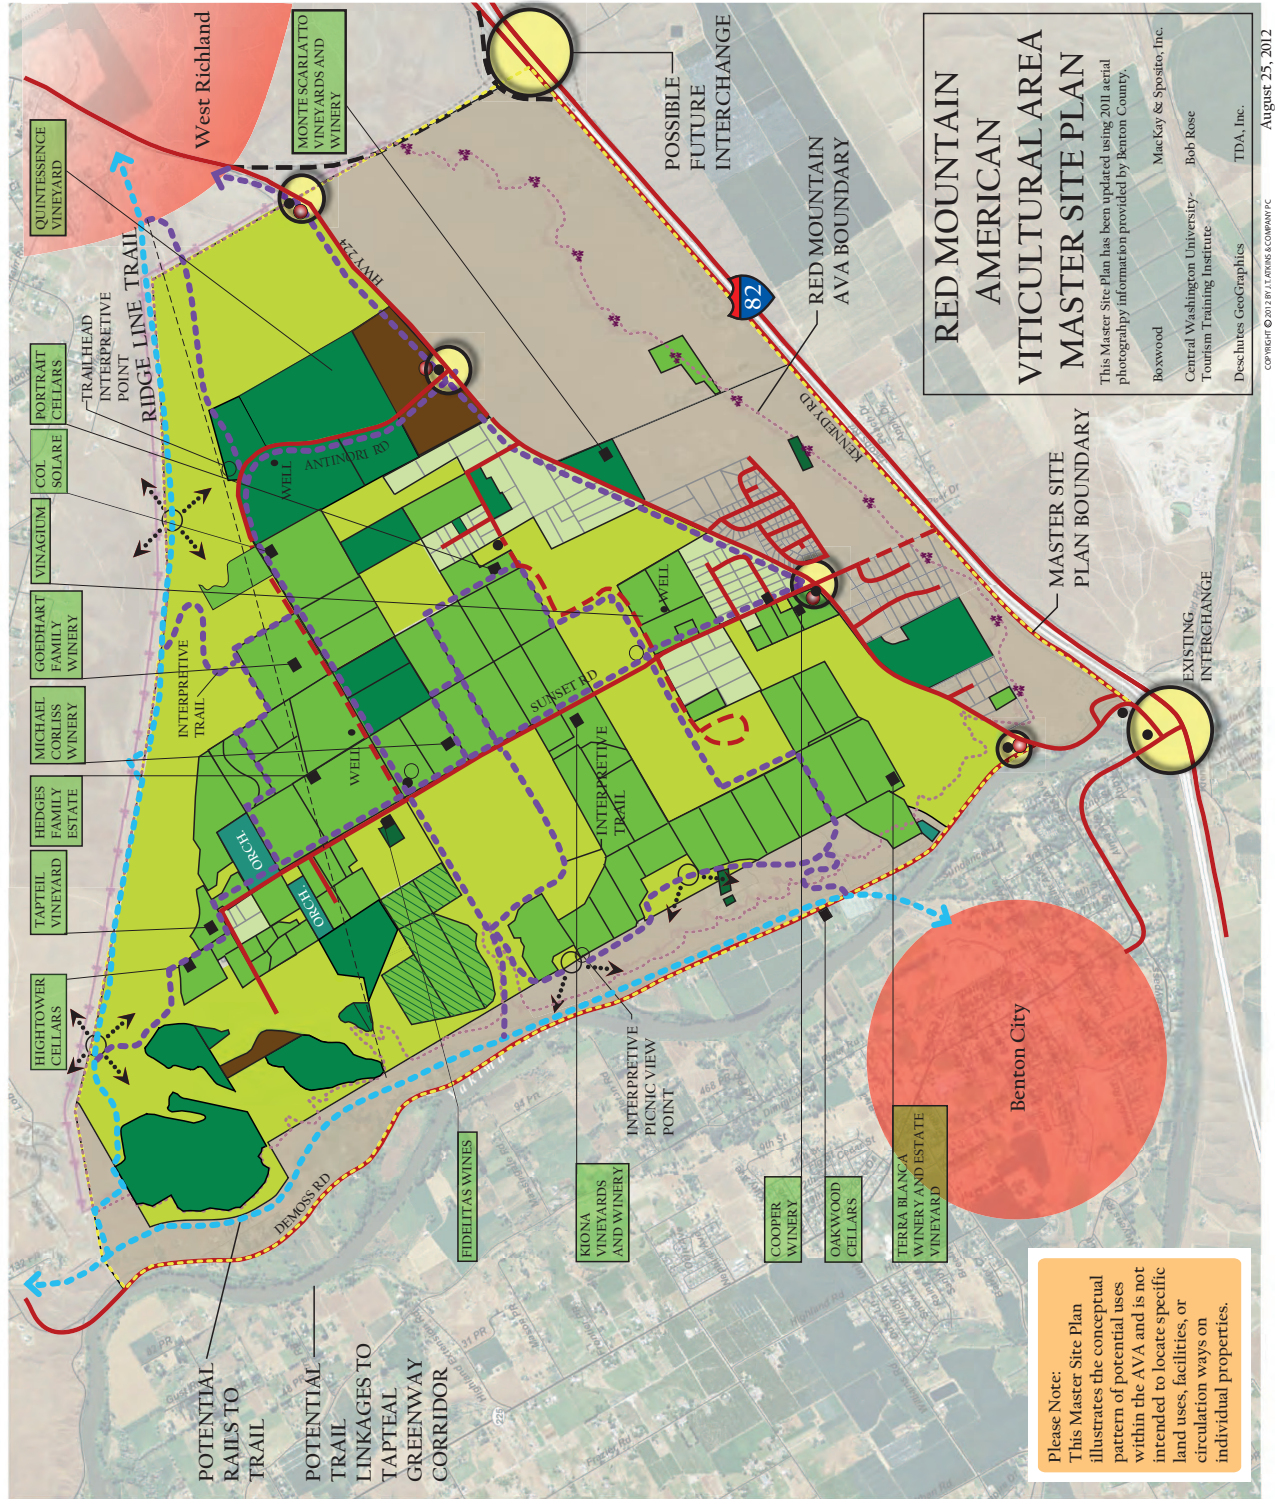 RED MOUNTAIN
AMERICAN
VITICULTURAL AREA
MASTER SITE PLAN
This Master Site Plan has been updated using 2011 aerial
photograhpy information provided by Benton County.
Boxwood
MacKay & Sposito, Inc.
Central Washington University-
Tourism Training Institute
Bob Rose
Deschutes GeoGraphics
TDA, Inc.
COPYRIGHT © 2012 BY J.T. ATKINS & COMPANY PC
August 25, 2012
HIGHTOWER
CELLARS
TAPTEIL
VINEYARD
HEDGES
FAMILY
ESTATE
MICHAEL
CORLISS
WINERY
GOEDHART
FAMILY
WINERY
VINAGIUM
COL
SOLARE
PORTRAIT
CELLARS
QUINTESSENCE
VINEYARD
MONTE SCARLATTO
VINEYARDS AND
WINERY
West Richland
TRAILHEAD
INTERPRETIVE
POINT
RIDGE LINE TRAIL
POSSIBLE
FUTURE
INTERCHANGE
RED MOUNTAIN
AVA BOUNDARY
82
HWY 224
ANTINORI RD
WELL
KENNEDY RD
INTERPRETIVE
TRAIL
WELL
SUNSET RD
WELL
INTERPRETIVE
TRAIL
ORCH.
ORCH.
MASTER SITE
PLAN BOUNDARY
EXISTING
INTERCHANGE
INTERPRETIVE
PICNIC VIEW
POINT
DEMOSS RD
Benton City
FIDELITAS WINES
KIONA
VINEYARDS
AND WINERY
COOPER
WINERY
OAKWOOD
CELLARS
TERRA BLANCA
WINERY AND ESTATE
VINEYARD
POTENTIAL
RAILS TO
TRAIL
POTENTIAL
TRAIL
LINKAGES TO
TAPTEAL
GREENWAY
CORRIDOR
225
Please Note:
This Master Site Plan
illustrates the conceptual
pattern of potential uses
within the AVA and is not
intended to locate specific
land uses, facilities, or
circulation ways on
individual properties.